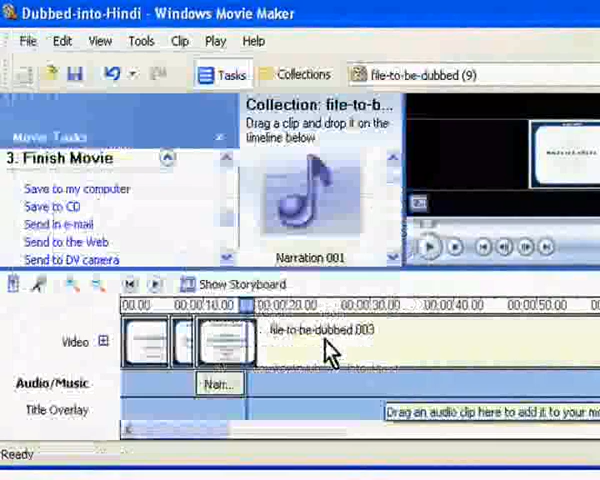 Dubbed-into-Hindi - Windows Movie Maker
File Edit View Tools Clip Play Help
Tasks Collections file-to-be-dubbed (9)
Movie Tasks
3. Finish Movie
Save to my computer
Save to CD
Send in e-mail
Send to the Web
Send to DV camera
Collection: file-to-b...
Drag a clip and drop it on the
timeline below
Narration 001
Show Storyboard
00.00 00:00:10.00 00:00:20.00 00:00:30.00 00:00:40.00 00:00:50.00
Video
file-to-be-dubbed 003
Audio/Music
Narr...
Title Overlay
Drag an audio clip here to add it to your mo
Ready